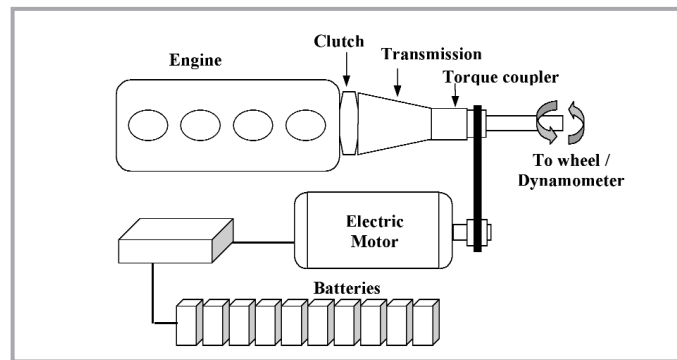 Clutch
Engine
Transmission
Torque coupler
To wheel /
Dynamometer
Electric
Motor
Batteries